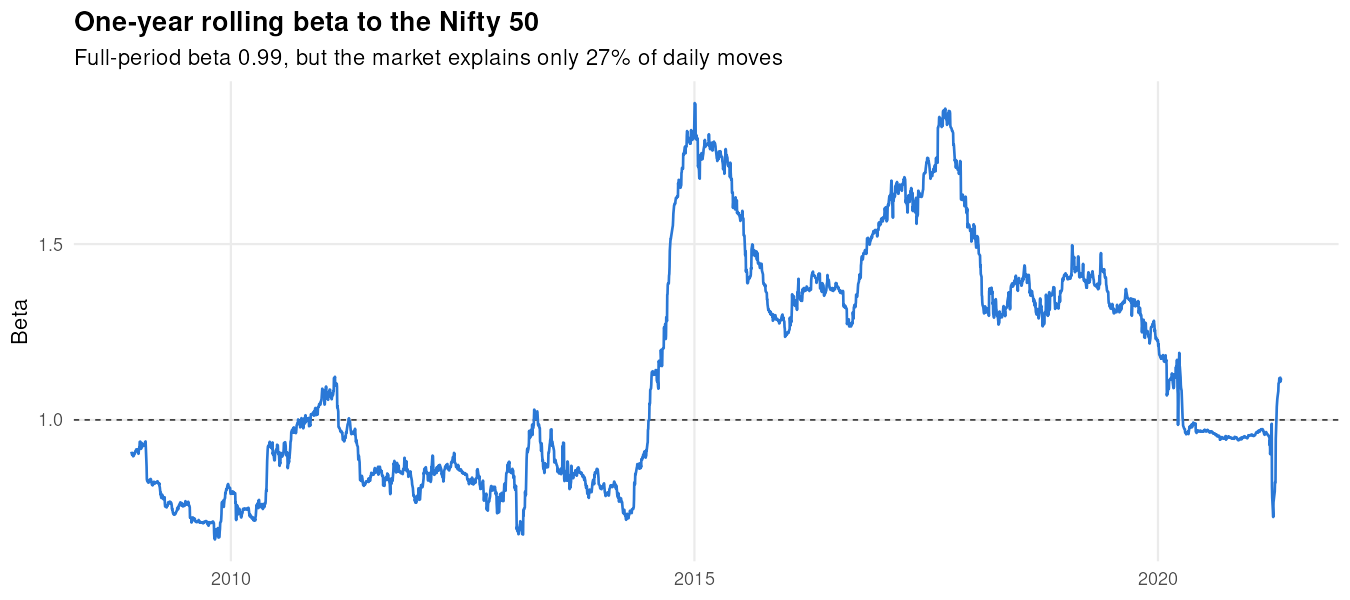 One-year rolling beta to the Nifty 50
Full-period beta 0.99, but the market explains only 27% of daily moves
Beta
1.5
1.0
2010
2015
2020